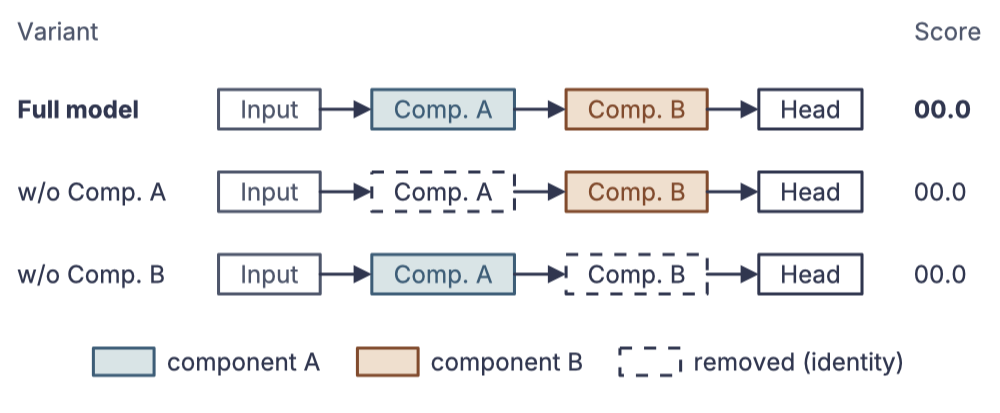 Variant Score
Full model Input Comp. A Comp. B Head 00.0
w/o Comp. A Input Comp. A Comp. B Head 00.0
w/o Comp. B Input Comp. A Comp. B Head 00.0
component A component B removed (identity)